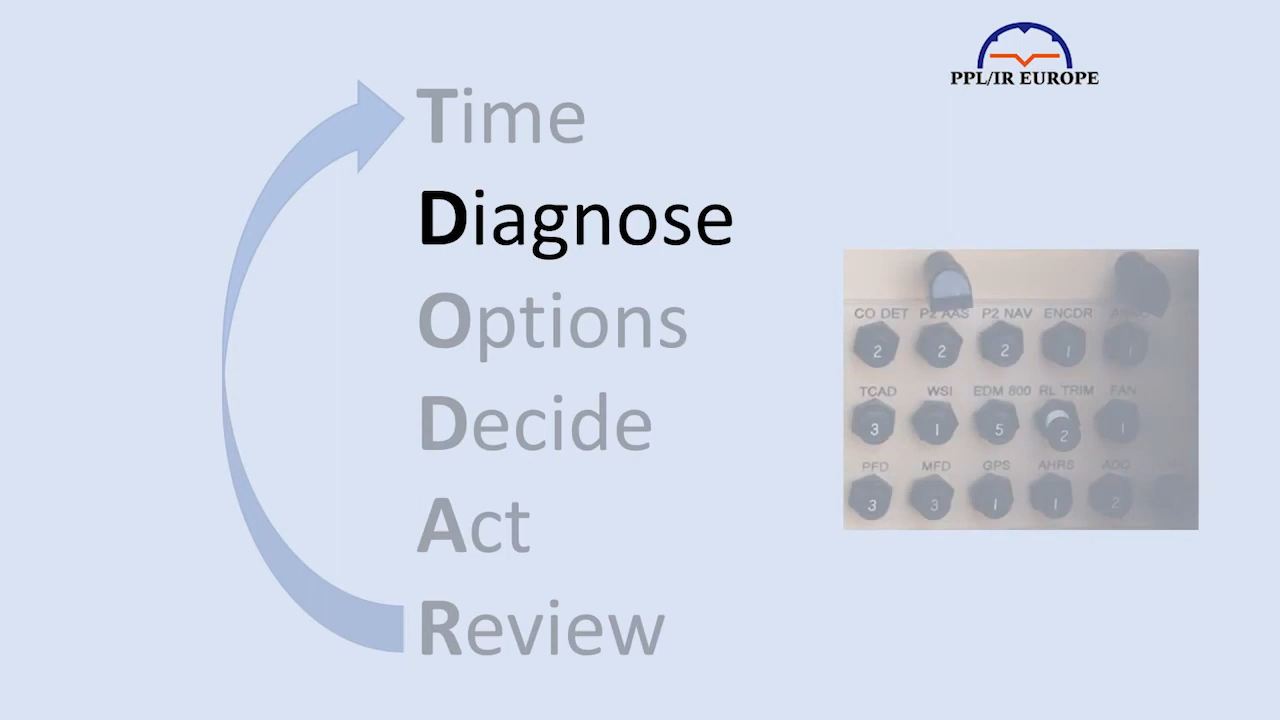 PPL/IR EUROPE
Time
Diagnose
Options
Decide
Act
Review
CO DET P2 AAS P2 NAV ENCDR
2 2 2 1 1
TCAD WSI EDM 800 RL TRIM FAN
3 1 5 2 1
PFD MFD GPS AHRS ADC
3 3 1 1 2